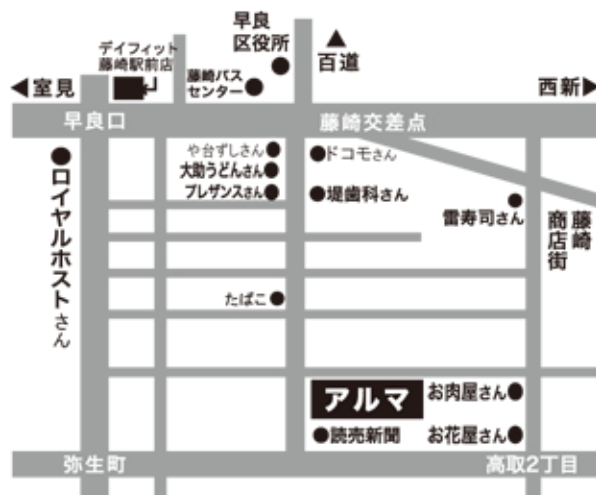 早良
区役所
▲
百道
デイフィット
藤崎駅前店
藤崎バス
センター
◀室見
西新▶
早良口
藤崎交差点
や台ずしさん
ドコモさん
大助うどんさん
プレザンスさん
堤歯科さん
雷寿司さん
藤崎
商店街
ロイヤルホストさん
たばこ
アルマ
お肉屋さん
読売新聞
お花屋さん
弥生町
高取2丁目